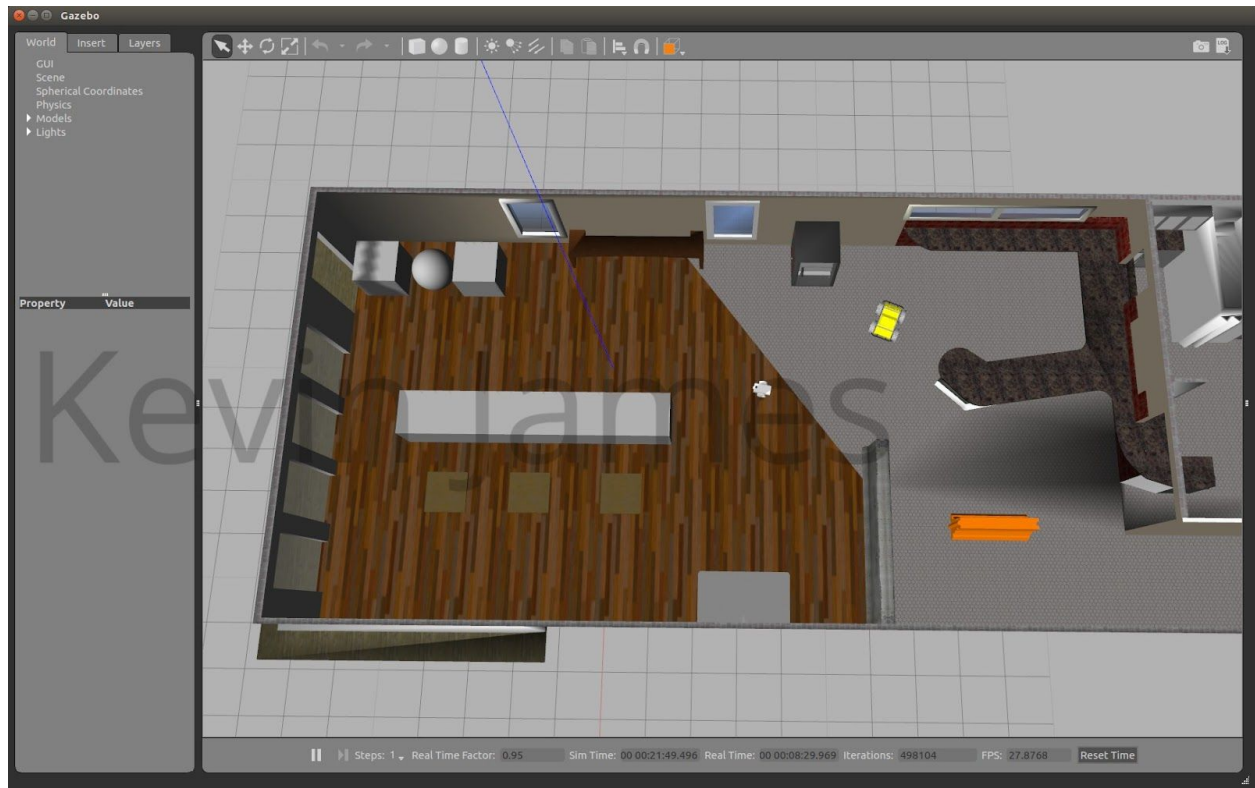 Gazebo
World Insert Layers
GUI
Scene
Spherical Coordinates
Physics
Models
Lights
Property Value
Kevin James
Steps: 1 Real Time Factor: 0.95 Sim Time: 00 00:21:49.496 Real Time: 00 00:08:29.969 Iterations: 498104 FPS: 27.8768 Reset Time